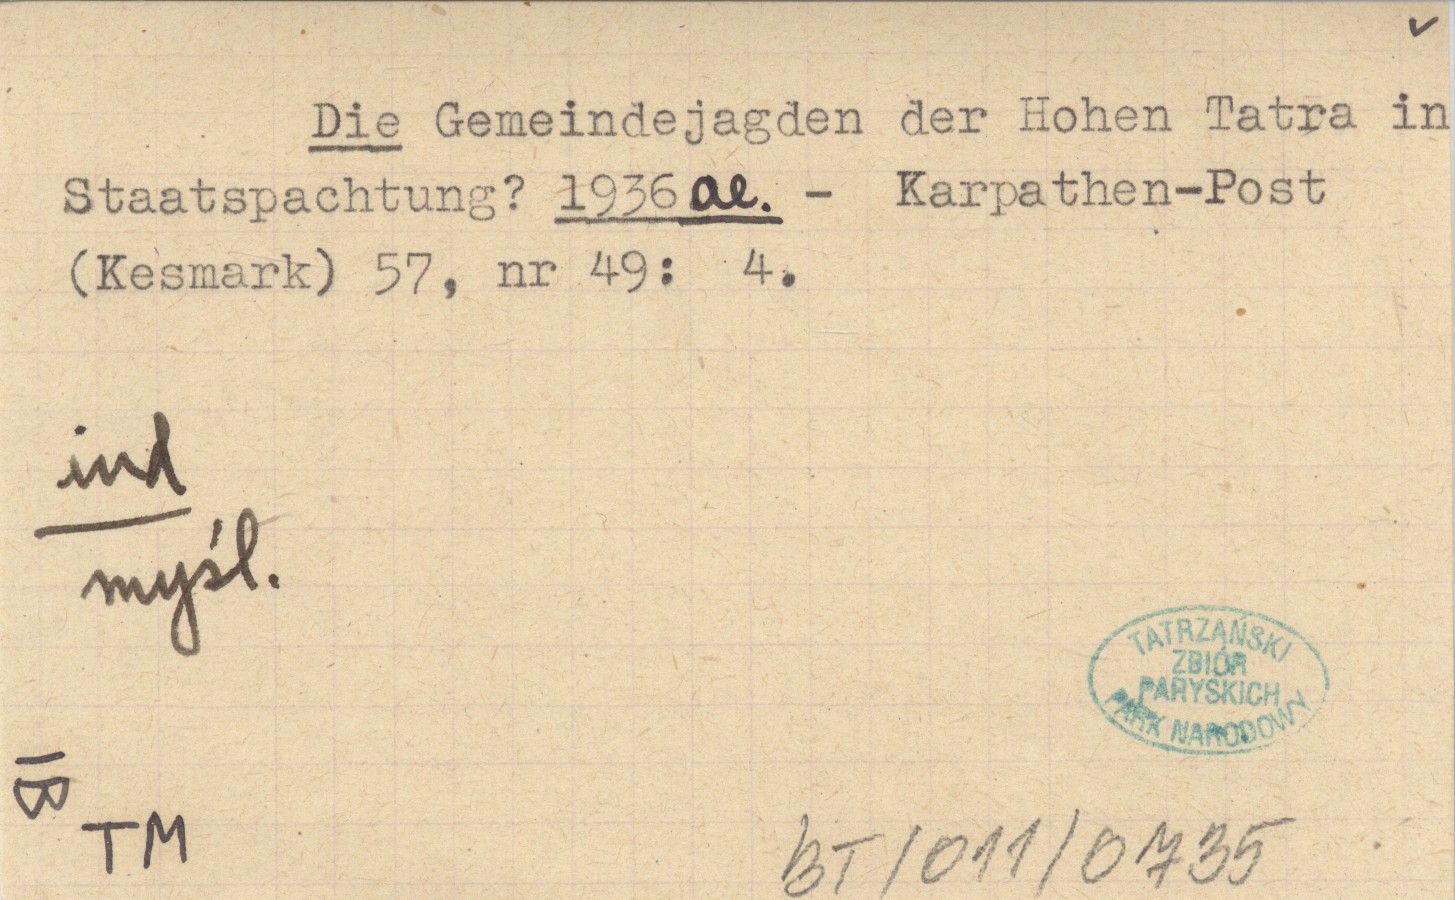 Die Gemeindejagden der Hohen Tatra in
Staatspachtung? 1936 ae. - Karpathen-Post
(Kesmark) 57, nr 49: 4.
ind
myśl.
TATRZAŃSKI
ZBIÓR
PARYSKICH
PARK NARODOWY
B
TM
BT/011/0735